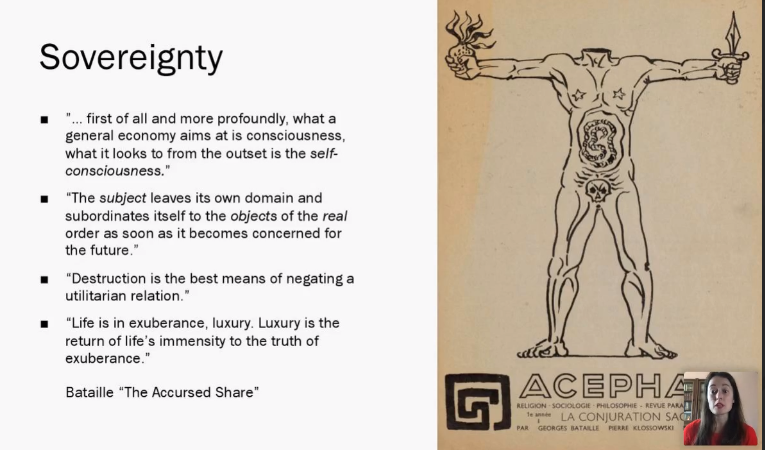 Sovereignty
"... first of all and more profoundly, what a
general economy aims at is consciousness,
what it looks to from the outset is the self-
consciousness."
"The subject leaves its own domain and
subordinates itself to the objects of the real
order as soon as it becomes concerned for
the future."
"Destruction is the best means of negating a
utilitarian relation."
"Life is in exuberance, luxury. Luxury is the
return of life's immensity to the truth of
exuberance."
Bataille "The Accursed Share"
ACEPHA
RELIGION · SOCIOLOGIE · PHILOSOPHIE · REVUE PARA
1e année
1
LA CONJURATION SAC
PAR GEORGES BATAILLE PIERRE KLOSSOWSKI